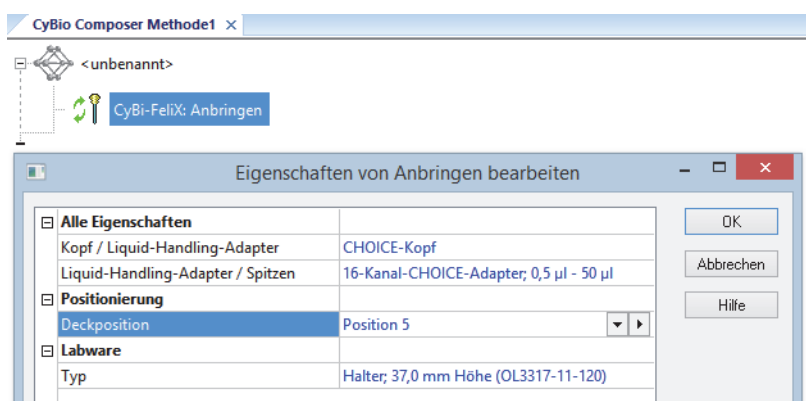 CyBio Composer Methode1 ×
<unbenannt>
CyBi-FeliX: Anbringen
Eigenschaften von Anbringen bearbeiten
Alle Eigenschaften
Kopf / Liquid-Handling-Adapter CHOICE-Kopf
Liquid-Handling-Adapter / Spitzen 16-Kanal-CHOICE-Adapter; 0,5 µl - 50 µl
Positionierung
Deckposition Position 5
Labware
Typ Halter; 37,0 mm Höhe (OL3317-11-120)
OK
Abbrechen
Hilfe